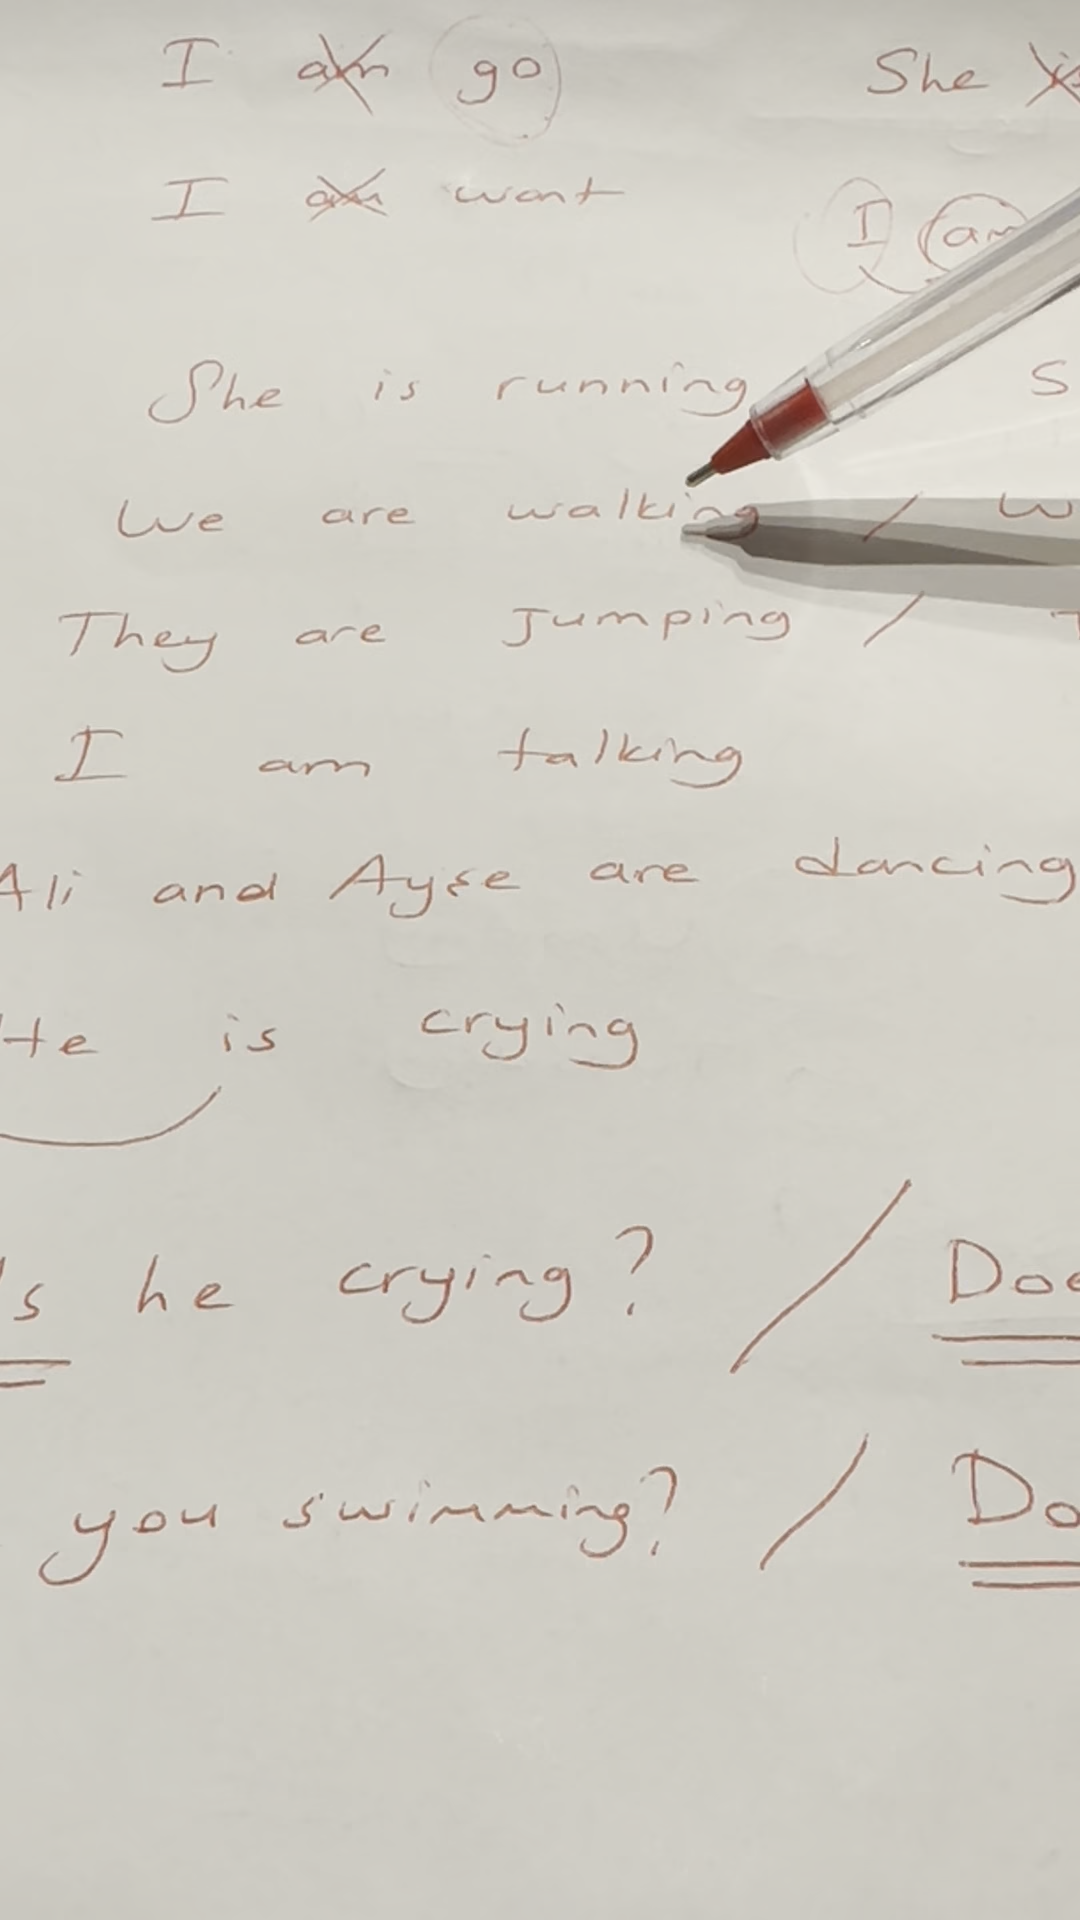 I am go She
I am want I am
She is running
We are walking /
They are Jumping /
I am talking
Ali and Ayşe are dancing
He is crying
he crying? /
you swimming? /